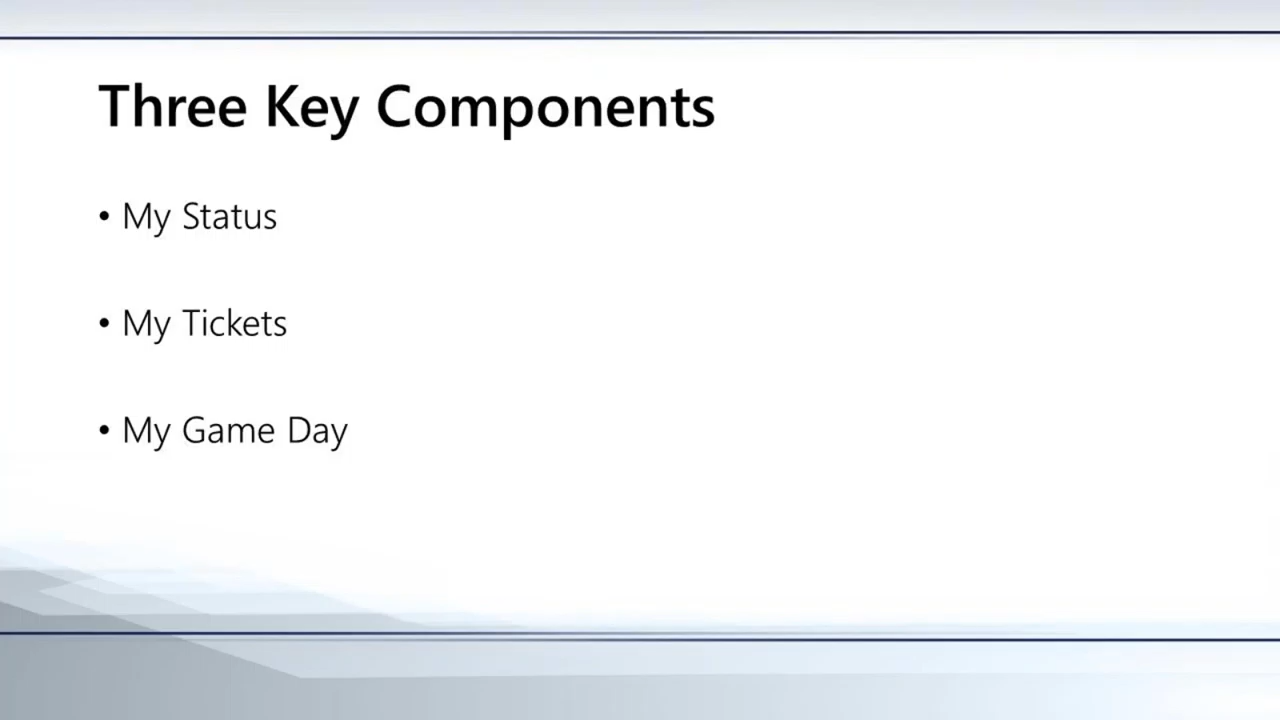 Three Key Components
• My Status
• My Tickets
• My Game Day